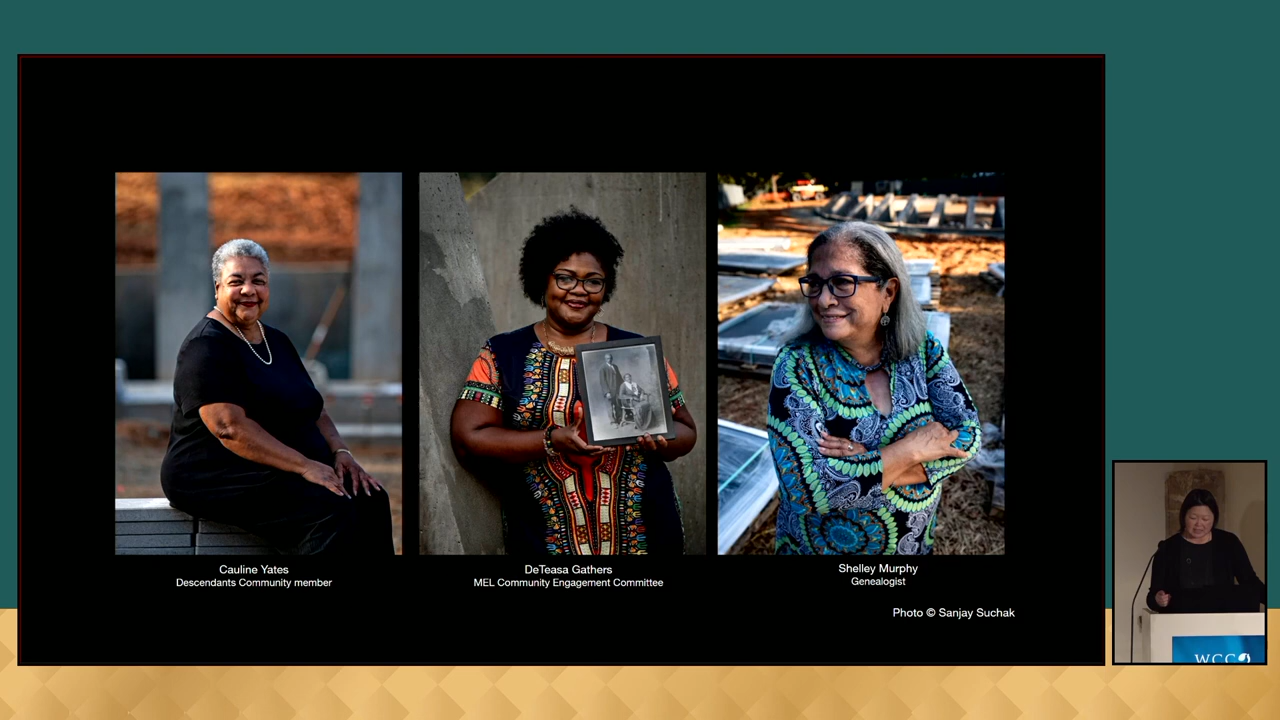 Cauline Yates
Descendants Community member
DeTeasa Gathers
MEL Community Engagement Committee
Shelley Murphy
Genealogist
Photo © Sanjay Suchak
WCC